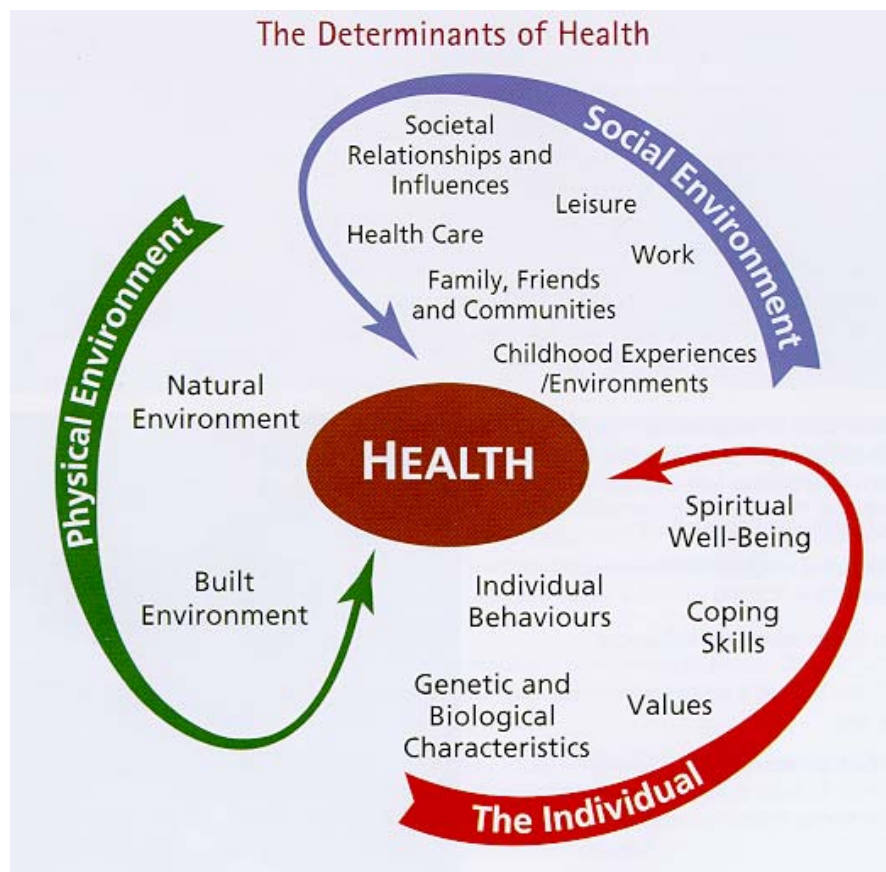 The Determinants of Health
Social Environment
Societal
Relationships and
Influences
Leisure
Health Care
Work
Family, Friends
and Communities
Childhood Experiences
/Environments
Physical Environment
Natural
Environment
Built
Environment
HEALTH
Spiritual
Well-Being
Individual
Behaviours
Coping
Skills
Genetic and
Biological
Characteristics
Values
The Individual